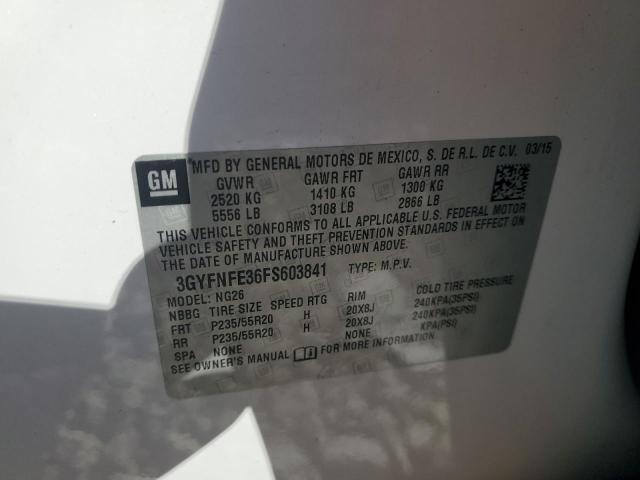 GM
*MFD BY GENERAL MOTORS DE MEXICO, S. DE R.L. DE C.V. 03/15
GVWR GAWR FRT GAWR RR
2520 KG 1410 KG 1300 KG
5556 LB 3108 LB 2866 LB
THIS VEHICLE CONFORMS TO ALL APPLICABLE U.S. FEDERAL MOTOR
VEHICLE SAFETY AND THEFT PREVENTION STANDARDS IN EFFECT ON
THE DATE OF MANUFACTURE SHOWN ABOVE.
3GYFNFE36FS603841 TYPE: M.P.V.
MODEL: NG26
NBBG TIRE SIZE SPEED RTG RIM COLD TIRE PRESSURE
FRT P235/55R20 H 20X8J 240KPA(35PSI)
RR P235/55R20 H 20X8J 240KPA(35PSI)
SPA NONE NONE KPA(PSI)
SEE OWNER'S MANUAL FOR MORE INFORMATION